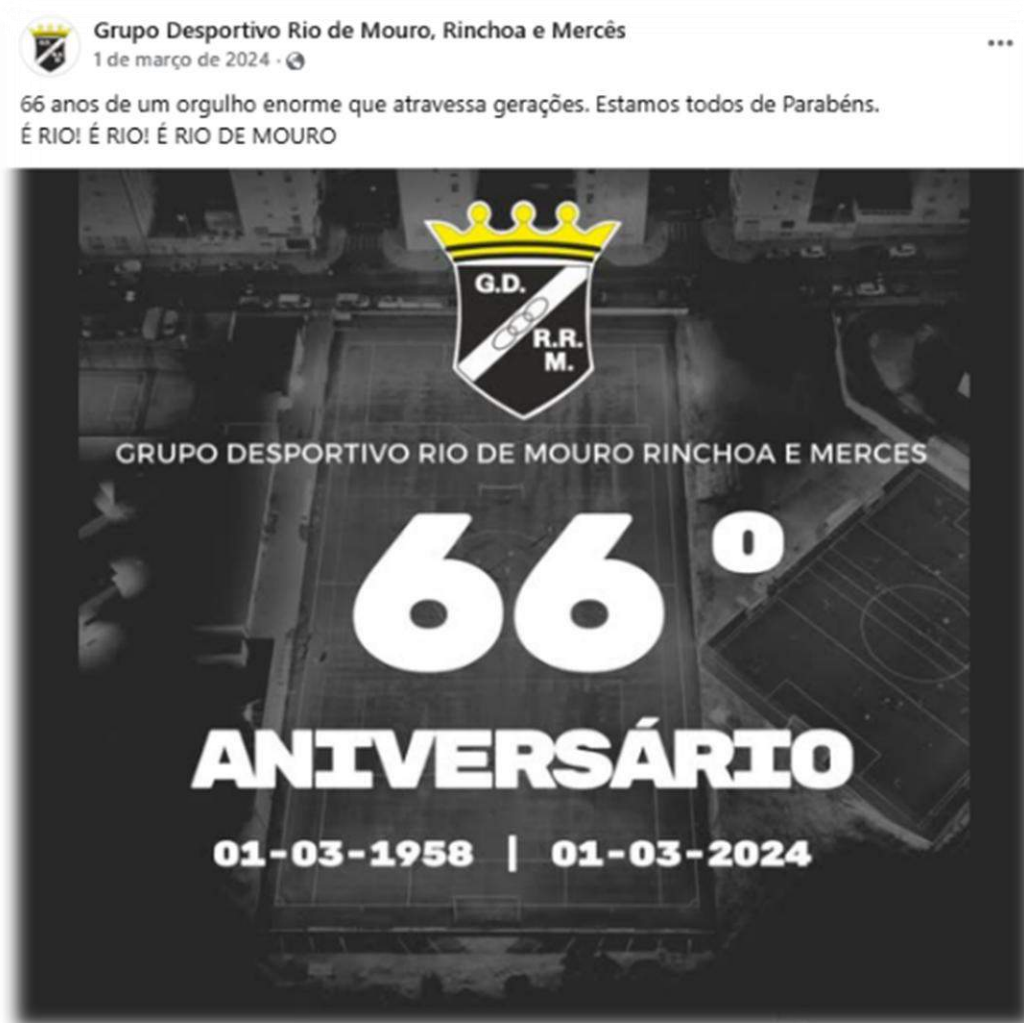 Grupo Desportivo Rio de Mouro, Rinchoa e Mercês
1 de março de 2024 ·
66 anos de um orgulho enorme que atravessa gerações. Estamos todos de Parabéns.
É RIO! É RIO! É RIO DE MOURO
G.D.
R.R.
M.
GRUPO DESPORTIVO RIO DE MOURO RINCHOA E MERCES
66º
ANIVERSÁRIO
01-03-1958 | 01-03-2024